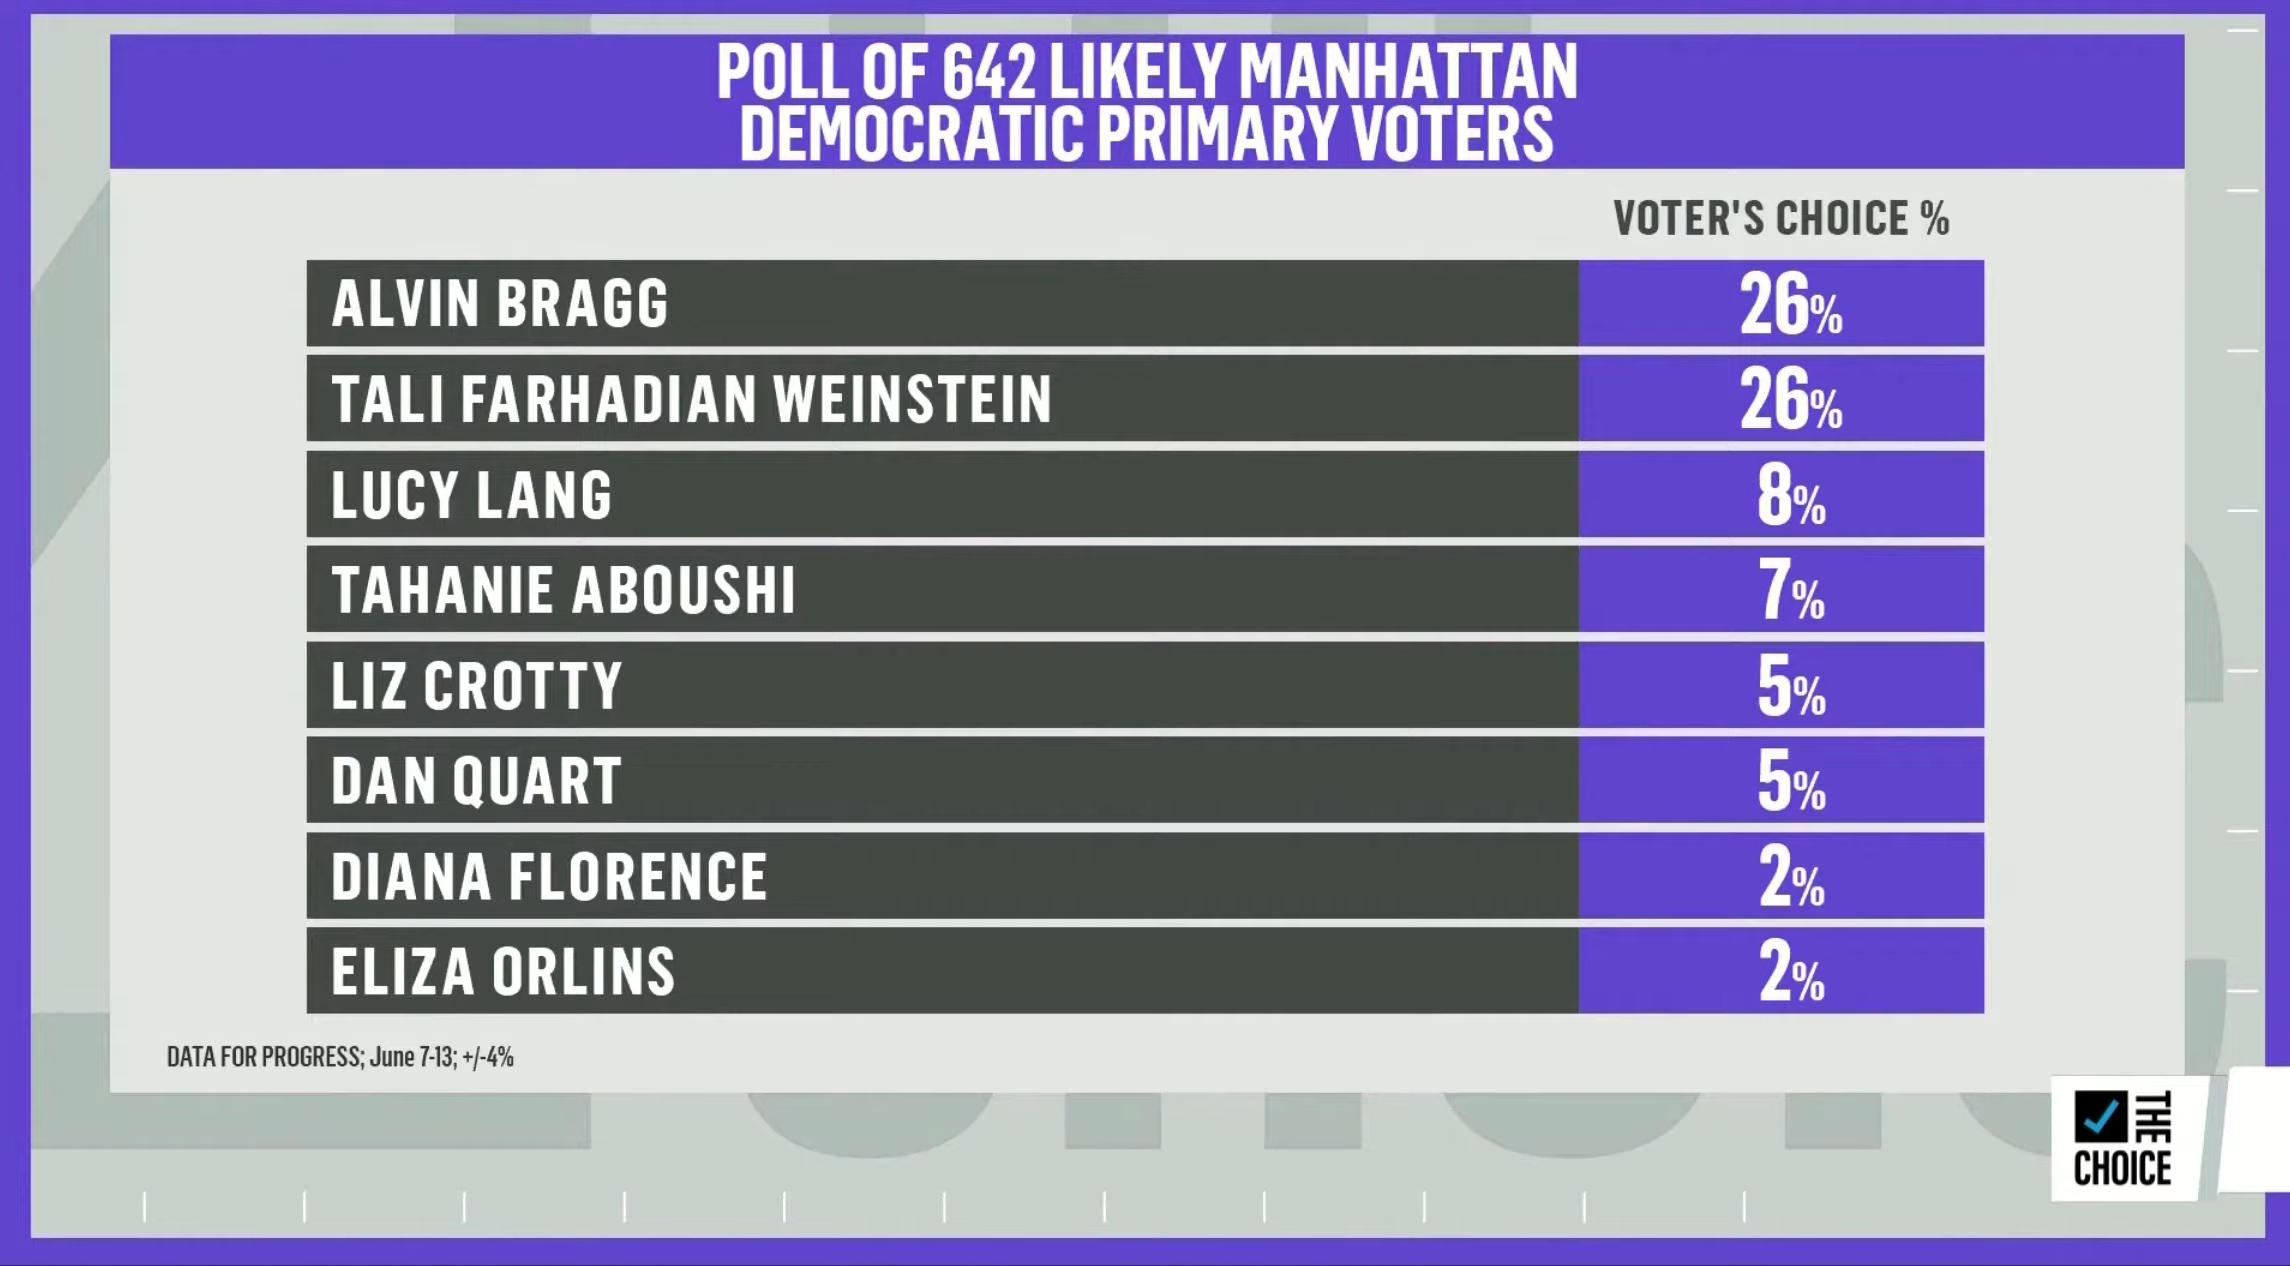 POLL OF 642 LIKELY MANHATTAN
DEMOCRATIC PRIMARY VOTERS
VOTER'S CHOICE %
ALVIN BRAGG 26%
TALI FARHADIAN WEINSTEIN 26%
LUCY LANG 8%
TAHANIE ABOUSHI 7%
LIZ CROTTY 5%
DAN QUART 5%
DIANA FLORENCE 2%
ELIZA ORLINS 2%
DATA FOR PROGRESS; June 7-13; +/-4%
THE
CHOICE